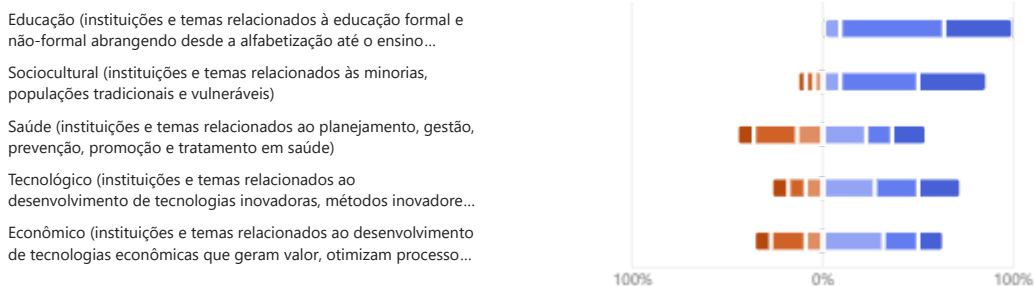 Educação (instituições e temas relacionados à educação formal e
não-formal abrangendo desde a alfabetização até o ensino…
Sociocultural (instituições e temas relacionados às minorias,
populações tradicionais e vulneráveis)
Saúde (instituições e temas relacionados ao planejamento, gestão,
prevenção, promoção e tratamento em saúde)
Tecnológico (instituições e temas relacionados ao
desenvolvimento de tecnologias inovadoras, métodos inovadore…
Econômico (instituições e temas relacionados ao desenvolvimento
de tecnologias econômicas que geram valor, otimizam processo…
100% 0% 100%